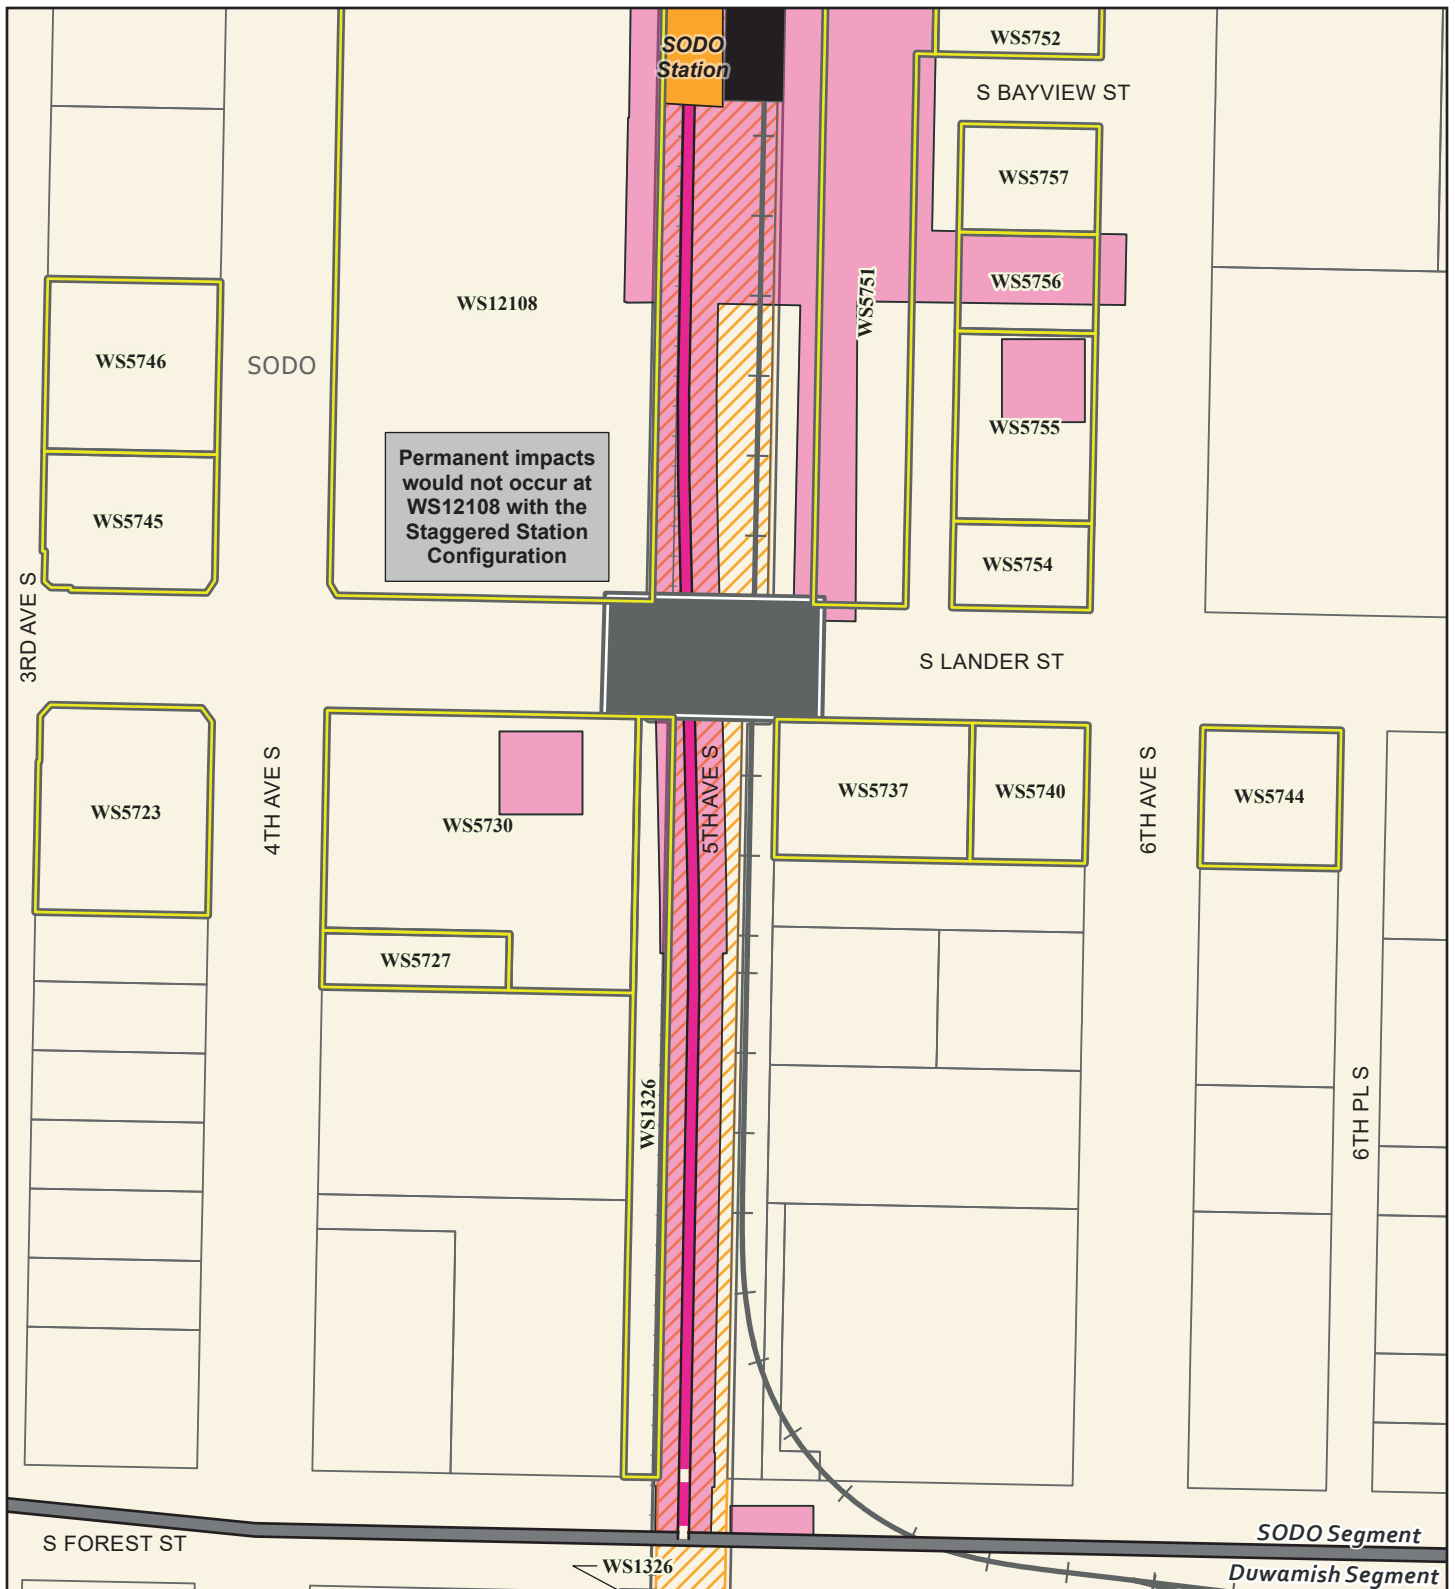 SODO
Station
WS5752
S BAYVIEW ST
WS5757
WS5756
WS5751
WS12108
WS5746
SODO
WS5755
Permanent impacts
would not occur at
WS12108 with the
Staggered Station
Configuration
WS5745
WS5754
3RD AVE S
S LANDER ST
4TH AVE S
5TH AVE S
6TH AVE S
WS5723
WS5730
WS5737
WS5740
WS5744
WS5727
WS1326
6TH PL S
SODO Segment
S FOREST ST
WS1326
Duwamish Segment